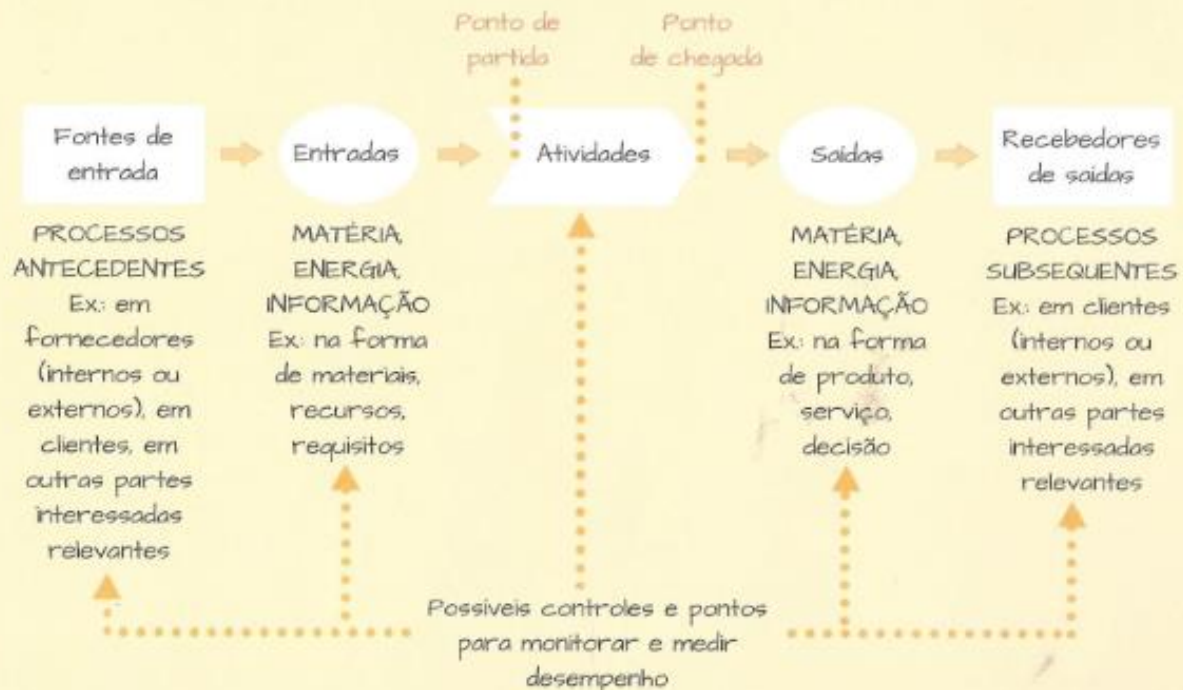 Ponto de
partida
Ponto
de chegada
Fontes de
entrada
Entradas
Atividades
Saídas
Recebedores
de saídas
PROCESSOS
ANTECEDENTES
Ex.: em
fornecedores
(internos ou
externos), em
clientes, em
outras partes
interessadas
relevantes
MATÉRIA,
ENERGIA,
INFORMAÇÃO
Ex.: na forma
de materiais,
recursos,
requisitos
MATÉRIA,
ENERGIA,
INFORMAÇÃO
Ex.: na forma
de produto,
serviço,
decisão
PROCESSOS
SUBSEQUENTES
Ex.: em clientes
(internos ou
externos), em
outras partes
interessadas
relevantes
Possíveis controles e pontos
para monitorar e medir
desempenho